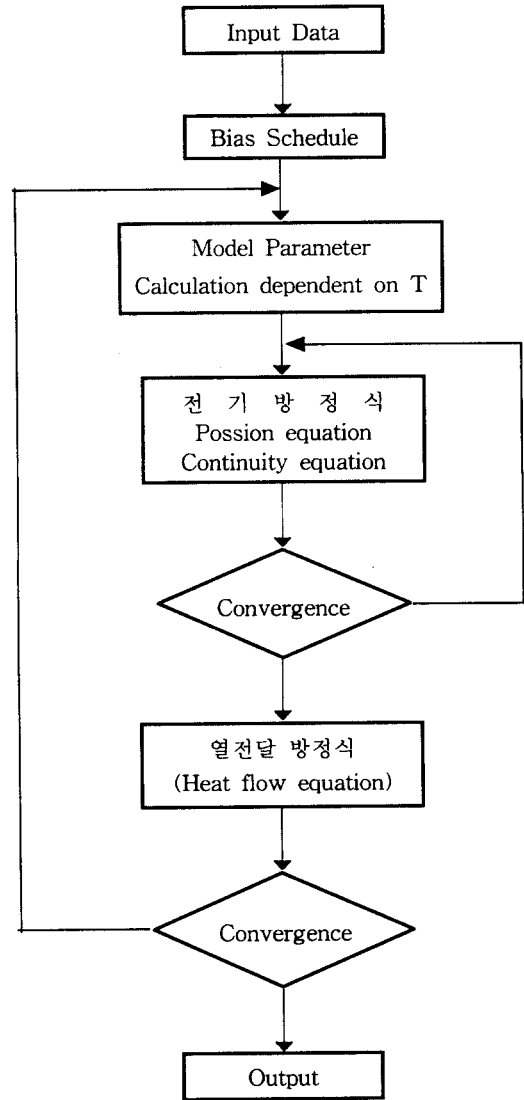 Input Data
Bias Schedule
Model Parameter
Calculation dependent on T
전 기 방 정 식
Possion equation
Continuity equation
Convergence
열전달 방정식
(Heat flow equation)
Convergence
Output